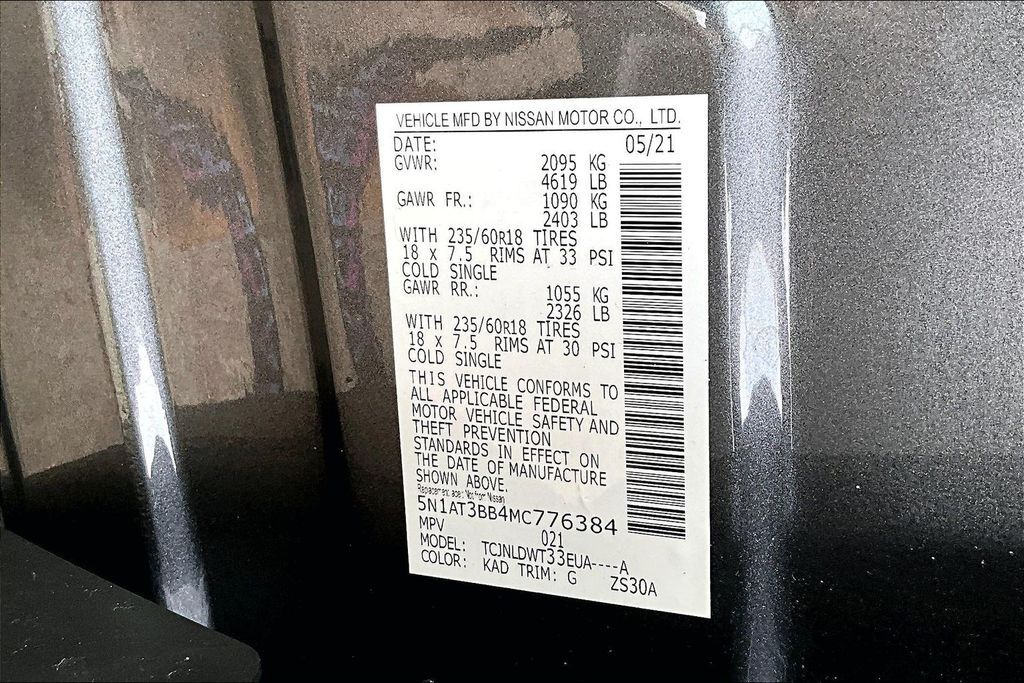 VEHICLE MFD BY NISSAN MOTOR CO., LTD.
DATE: 05/21
GVWR: 2095 KG
4619 LB
GAWR FR.: 1090 KG
2403 LB
WITH 235/60R18 TIRES
18 X 7.5 RIMS AT 33 PSI
COLD SINGLE
GAWR RR.: 1055 KG
2326 LB
WITH 235/60R18 TIRES
18 X 7.5 RIMS AT 30 PSI
COLD SINGLE
THIS VEHICLE CONFORMS TO
ALL APPLICABLE FEDERAL
MOTOR VEHICLE SAFETY AND
THEFT PREVENTION
STANDARDS IN EFFECT ON
THE DATE OF MANUFACTURE
SHOWN ABOVE.
Not from Nissan
5N1AT3BB4MC776384
MPV 021
MODEL: TCJNLDWT33EUA----A
COLOR: KAD TRIM: G ZS30A